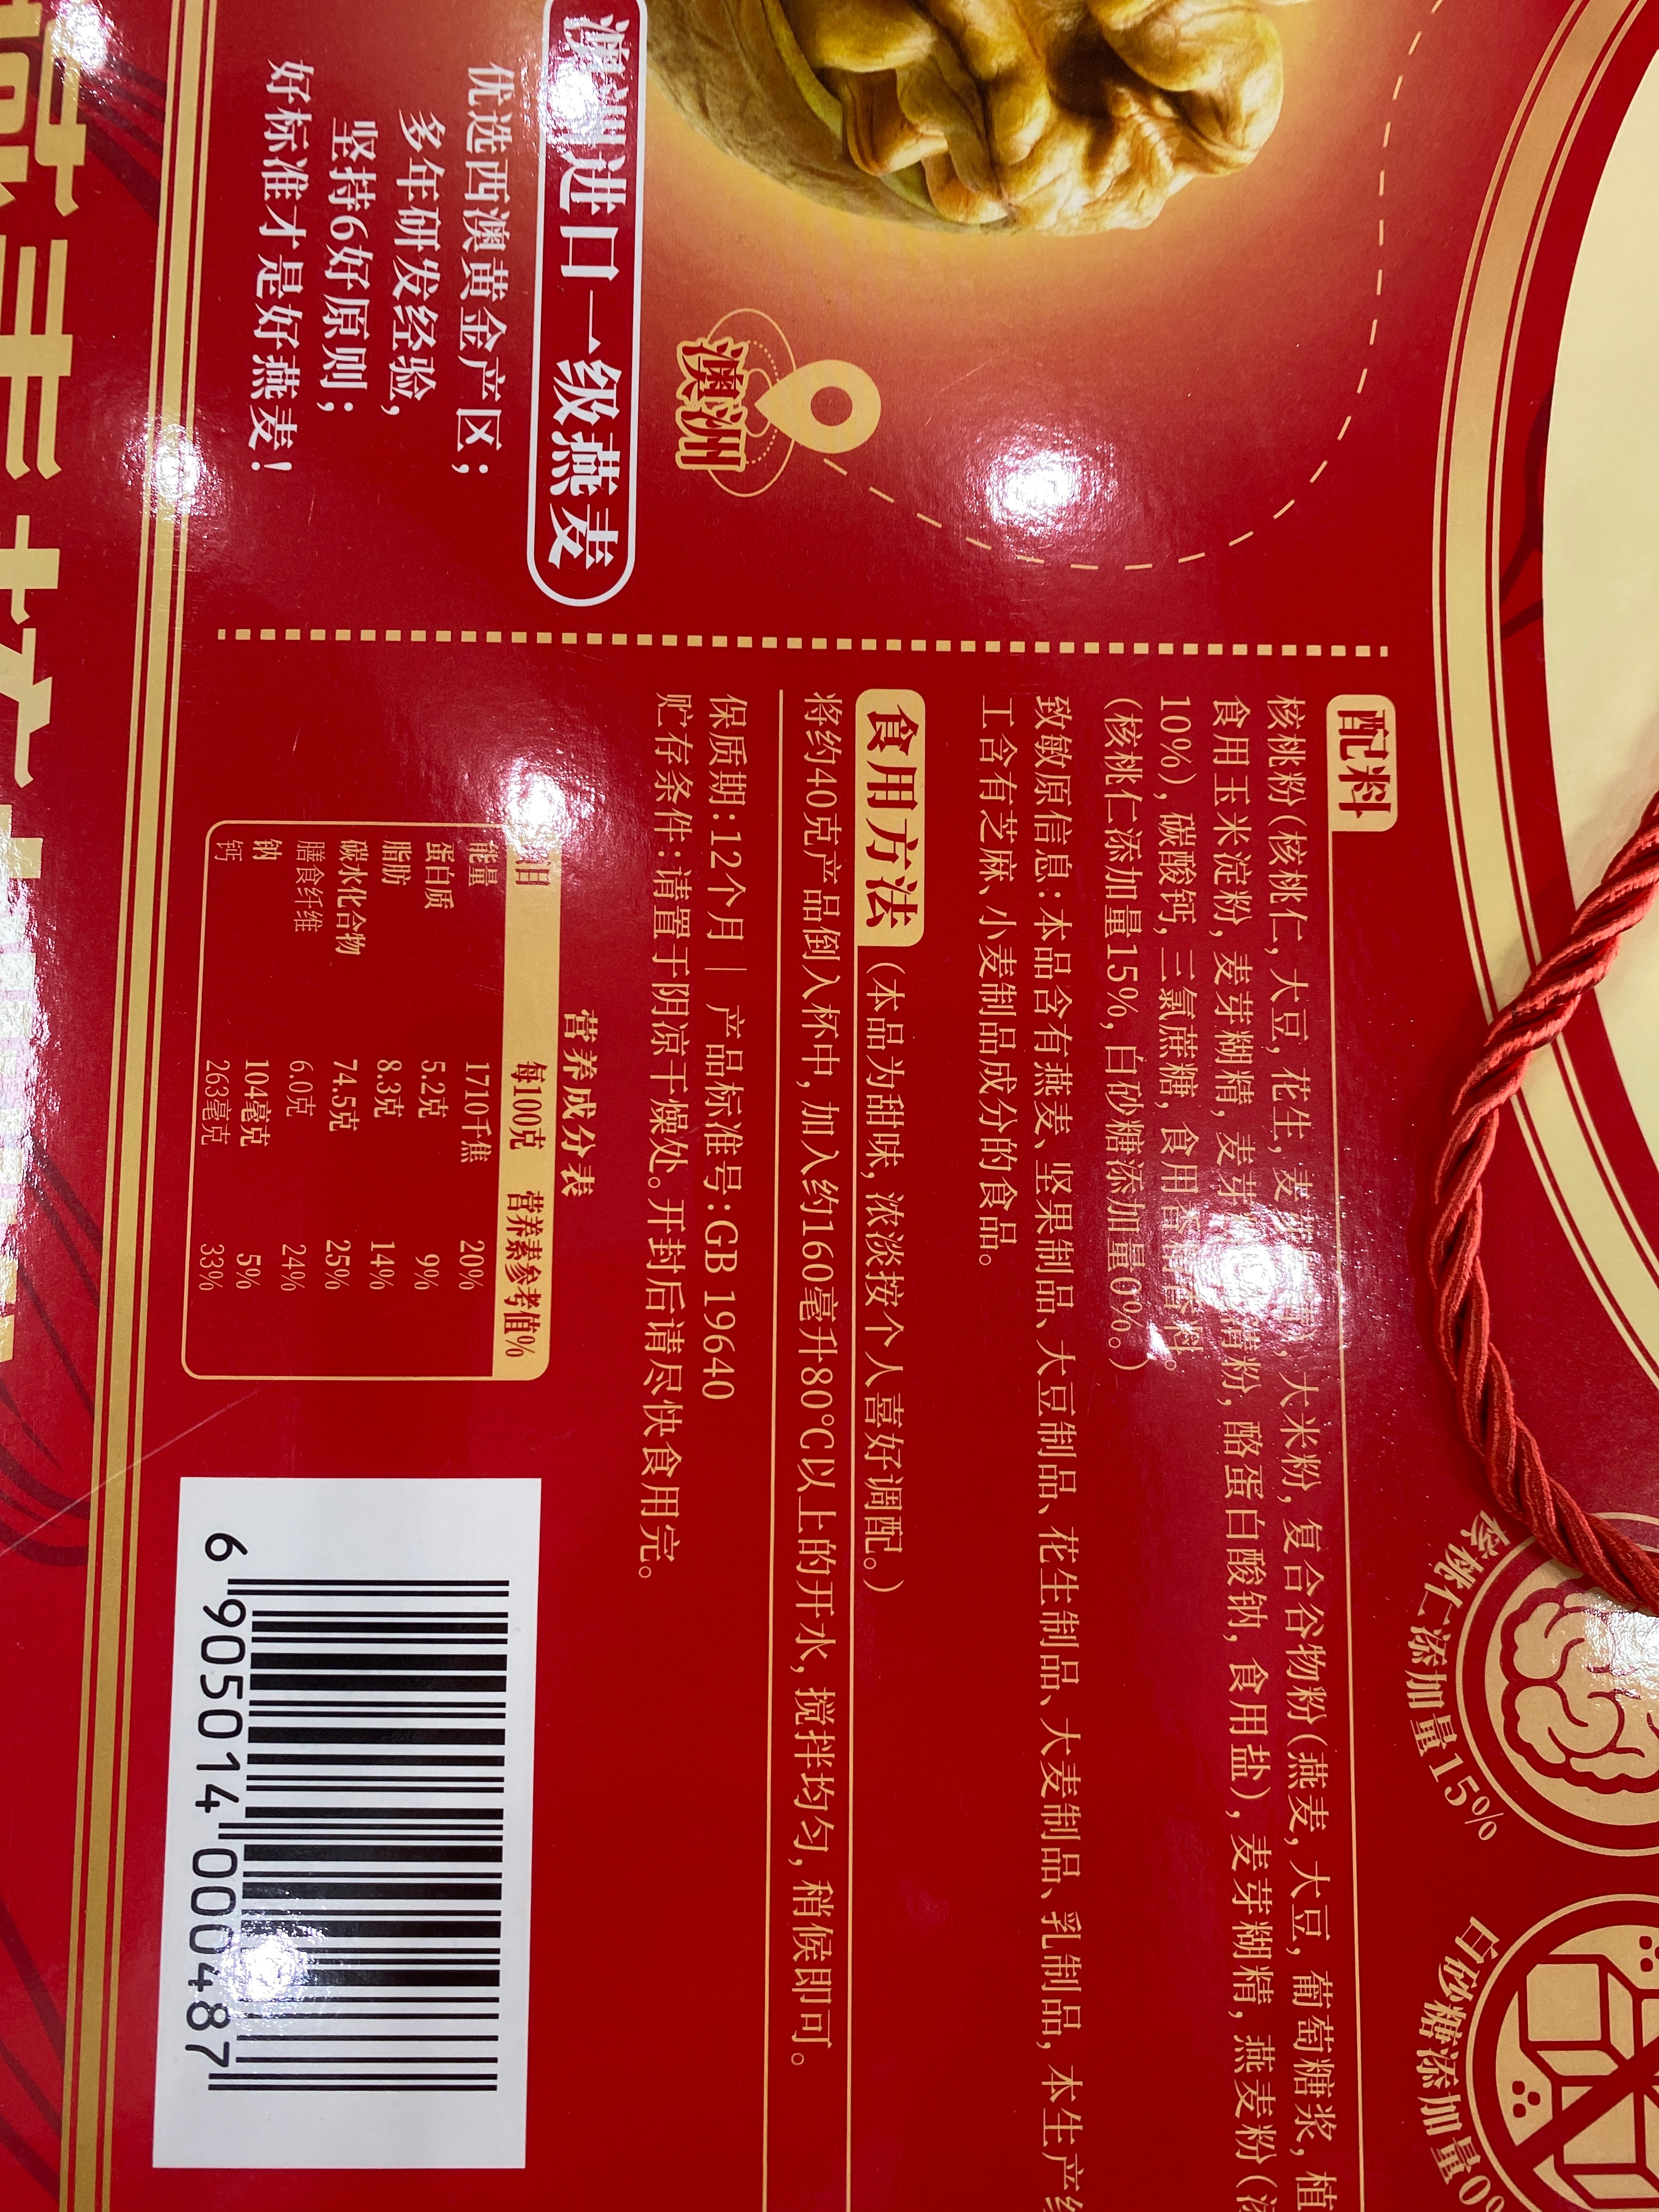 澳洲进口一级燕麦
优选西澳黄金产区；
多年研发经验，
坚持6好原则；
好标准才是好燕麦！
澳洲
配料
核桃粉（核桃仁，大豆，花生，麦芽糊精），大米粉，复合谷物粉（燕麦，大豆，葡萄糖浆，植
食用玉米淀粉，麦芽糊精，麦芽 精粉，酪蛋白酸钠，食用盐），麦芽糊精，燕麦粉（添
10%），碳酸钙，三氯蔗糖，食用香精香料。
（核桃仁添加量15%，白砂糖添加量0%。）
致敏原信息：本品含有燕麦、坚果制品、大豆制品、花生制品、大麦制品、乳制品，本生产线
工含有芝麻、小麦制品成分的食品。
食用方法
（本品为甜味，浓淡按个人喜好调配。）
将约40克产品倒入杯中，加入约160毫升80℃以上的开水，搅拌均匀，稍候即可。
保质期：12个月｜ 产品标准号：GB 19640
贮存条件：请置于阴凉干燥处。开封后请尽快食用完。
营养成分表
项目 每100克 营养素参考值%
能量 1710千焦 20%
蛋白质 5.2克 9%
脂肪 8.3克 14%
碳水化合物 74.5克 25%
膳食纤维 6.0克 24%
钠 104毫克 5%
钙 263毫克 33%
6 905014 000487
核桃仁添加量15%
白砂糖添加量0%